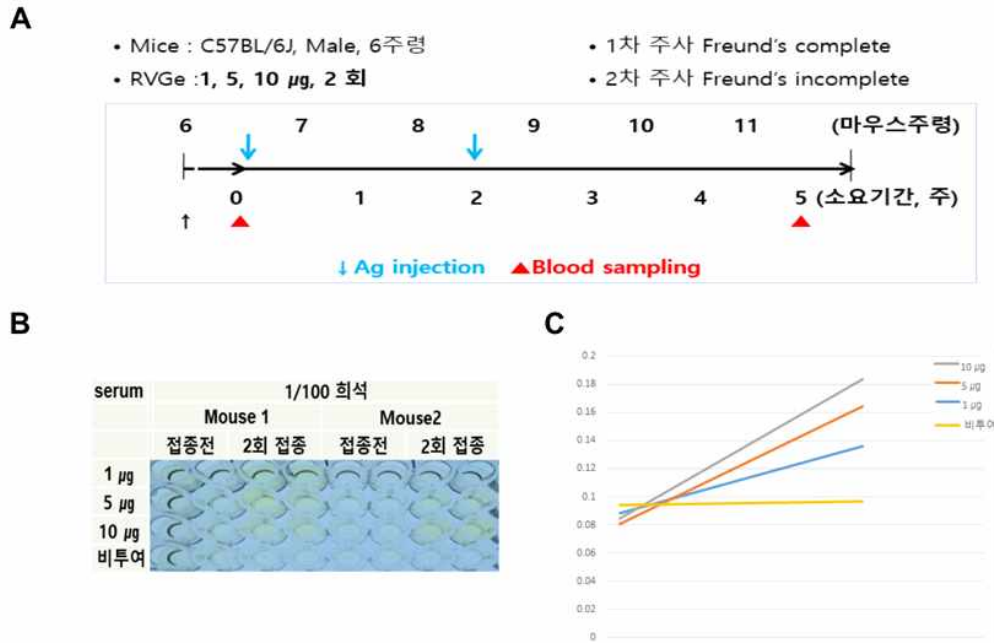 A
• Mice : C57BL/6J, Male, 6주령
• RVGe :1, 5, 10 μg, 2 회
• 1차 주사 Freund's complete
• 2차 주사 Freund's incomplete
6 7 8 9 10 11 (마우스주령)
0 1 2 3 4 5 (소요기간, 주)
↑
↓ Ag injection ▲Blood sampling
B
serum 1/100 희석
Mouse 1 Mouse2
접종전 2회 접종 접종전 2회 접종
1 μg
5 μg
10 μg
비투여
C
0.2
0.18
0.16
0.14
0.12
0.1
0.08
0.06
0.04
0.02
0
10 μg
5 μg
1 μg
비투여